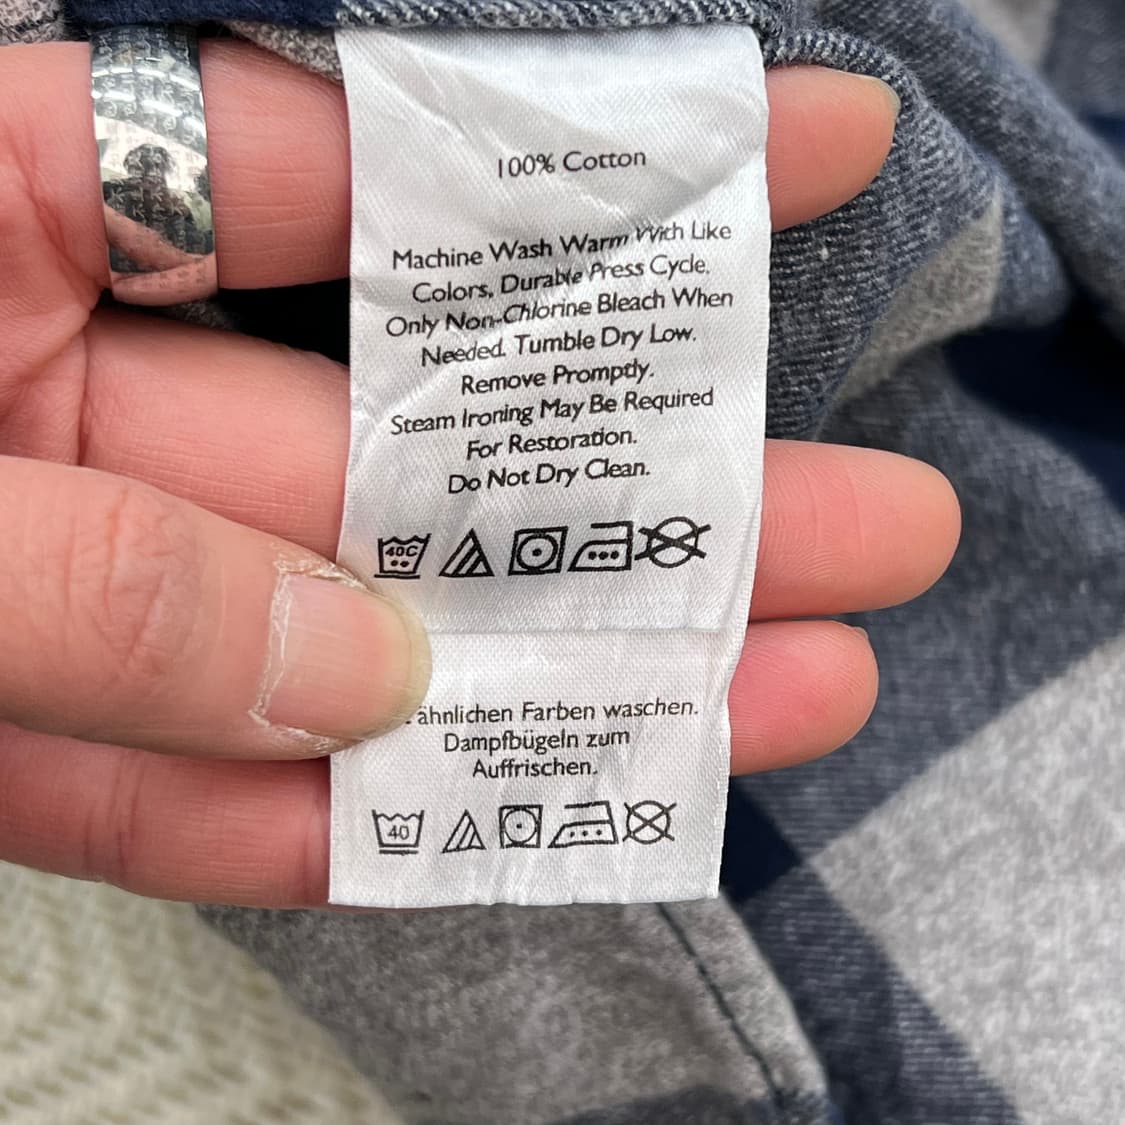 100% Cotton
Machine Wash Warm With Like
Colors, Durable Press Cycle.
Only Non-Chlorine Bleach When
Needed. Tumble Dry Low.
Remove Promptly.
Steam Ironing May Be Required
For Restoration.
Do Not Dry Clean.
40C
ähnlichen Farben waschen.
Dampfbügeln zum
Auffrischen.
40